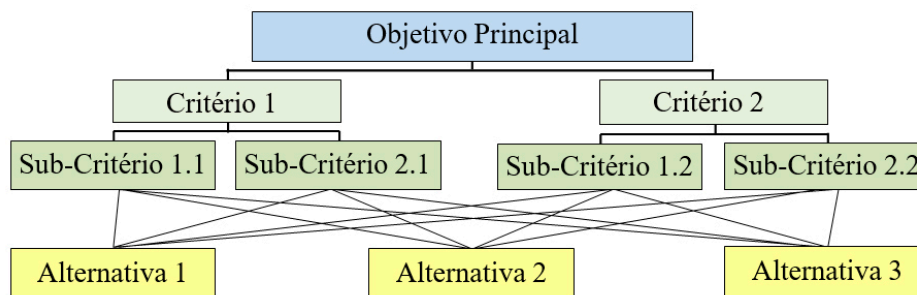 Objetivo Principal
Critério 1
Critério 2
Sub-Critério 1.1
Sub-Critério 2.1
Sub-Critério 1.2
Sub-Critério 2.2
Alternativa 1
Alternativa 2
Alternativa 3